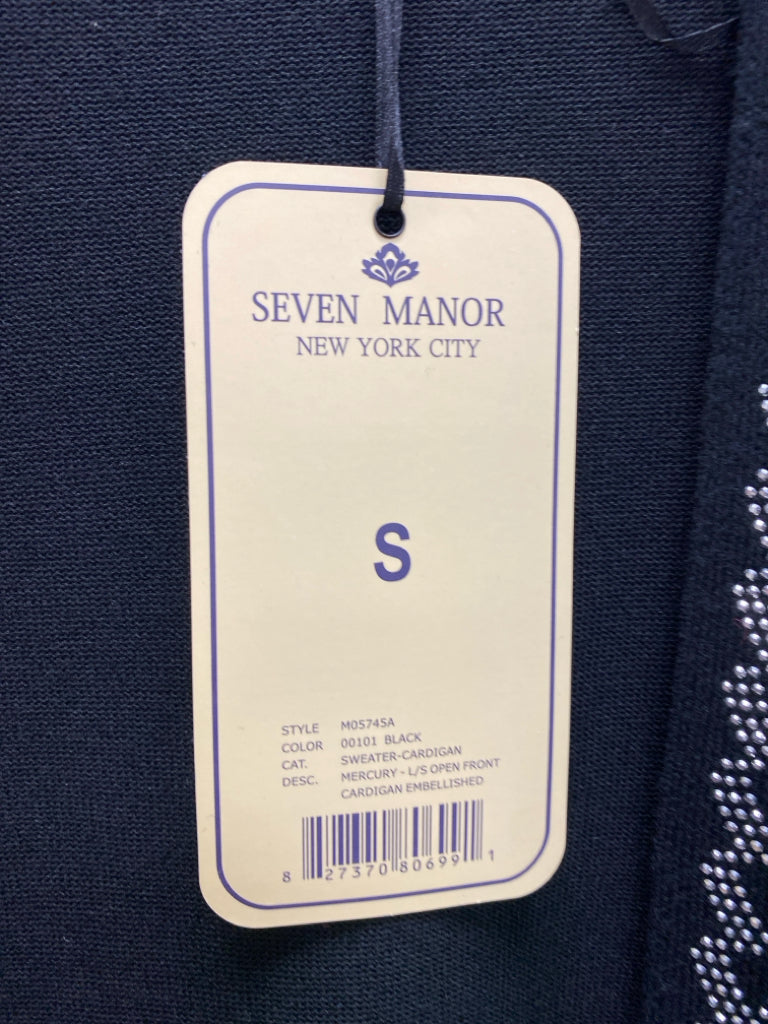 SEVEN MANOR
NEW YORK CITY
S
STYLE M05745A
COLOR 00101 BLACK
CAT. SWEATER-CARDIGAN
DESC. MERCURY - L/S OPEN FRONT
CARDIGAN EMBELLISHED
8 27370 80699 1